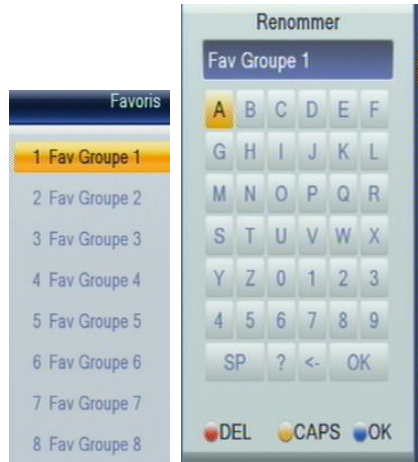 Favoris
1 Fav Groupe 1
2 Fav Groupe 2
3 Fav Groupe 3
4 Fav Groupe 4
5 Fav Groupe 5
6 Fav Groupe 6
7 Fav Groupe 7
8 Fav Groupe 8
Renommer
Fav Groupe 1
A B C D E F
G H I J K L
M N O P Q R
S T U V W X
Y Z 0 1 2 3
4 5 6 7 8 9
SP ? <- OK
DEL CAPS OK